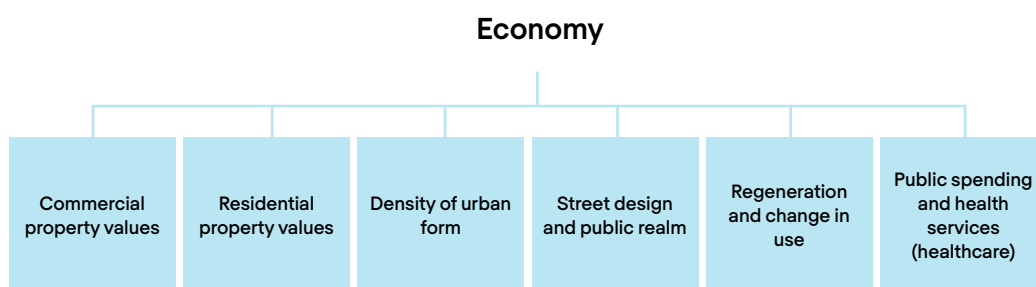 Economy
Commercial
property values
Residential
property values
Density of urban
form
Street design
and public realm
Regeneration
and change in
use
Public spending
and health
services
(healthcare)